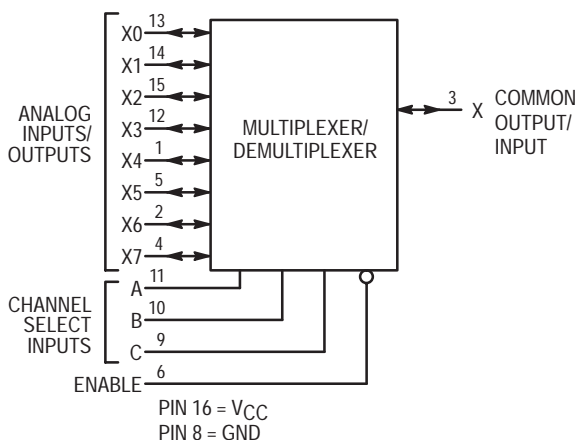 X0 13
X1 14
X2 15
X3 12
X4 1
X5 5
X6 2
X7 4
ANALOG
INPUTS/
OUTPUTS
MULTIPLEXER/
DEMULTIPLEXER
3 X
COMMON
OUTPUT/
INPUT
A 11
B 10
C 9
CHANNEL
SELECT
INPUTS
ENABLE 6
PIN 16 = VCC
PIN 8 = GND